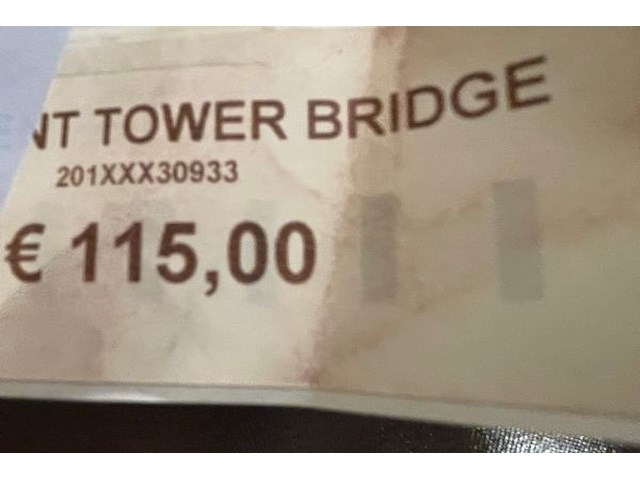 NT TOWER BRIDGE
201XXX30933
€ 115,00